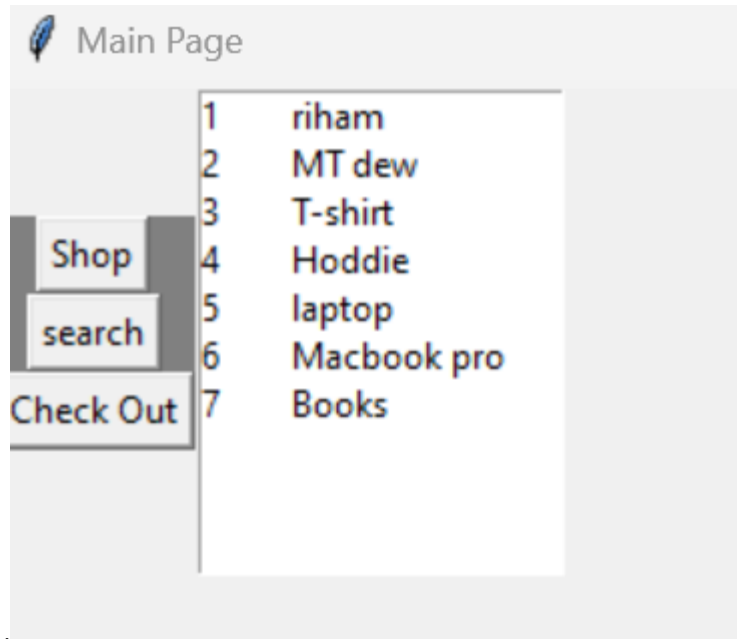 Main Page
Shop
search
Check Out
1 riham
2 MT dew
3 T-shirt
4 Hoddie
5 laptop
6 Macbook pro
7 Books